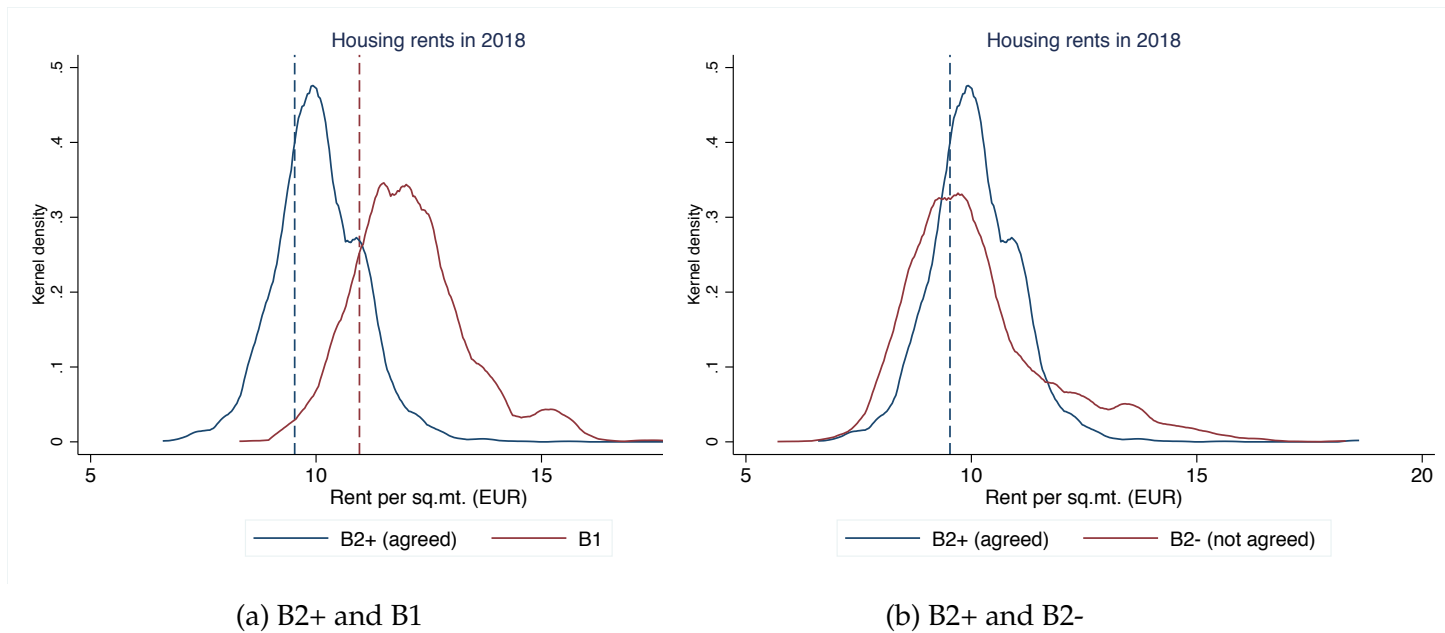 Housing rents in 2018
.5
.4
.3
.2
.1
0
Kernel density
5
10
15
Rent per sq.mt. (EUR)
B2+ (agreed)
B1
(a) B2+ and B1
Housing rents in 2018
.5
.4
.3
.2
.1
0
Kernel density
5
10
15
20
Rent per sq.mt. (EUR)
B2+ (agreed)
B2- (not agreed)
(b) B2+ and B2-